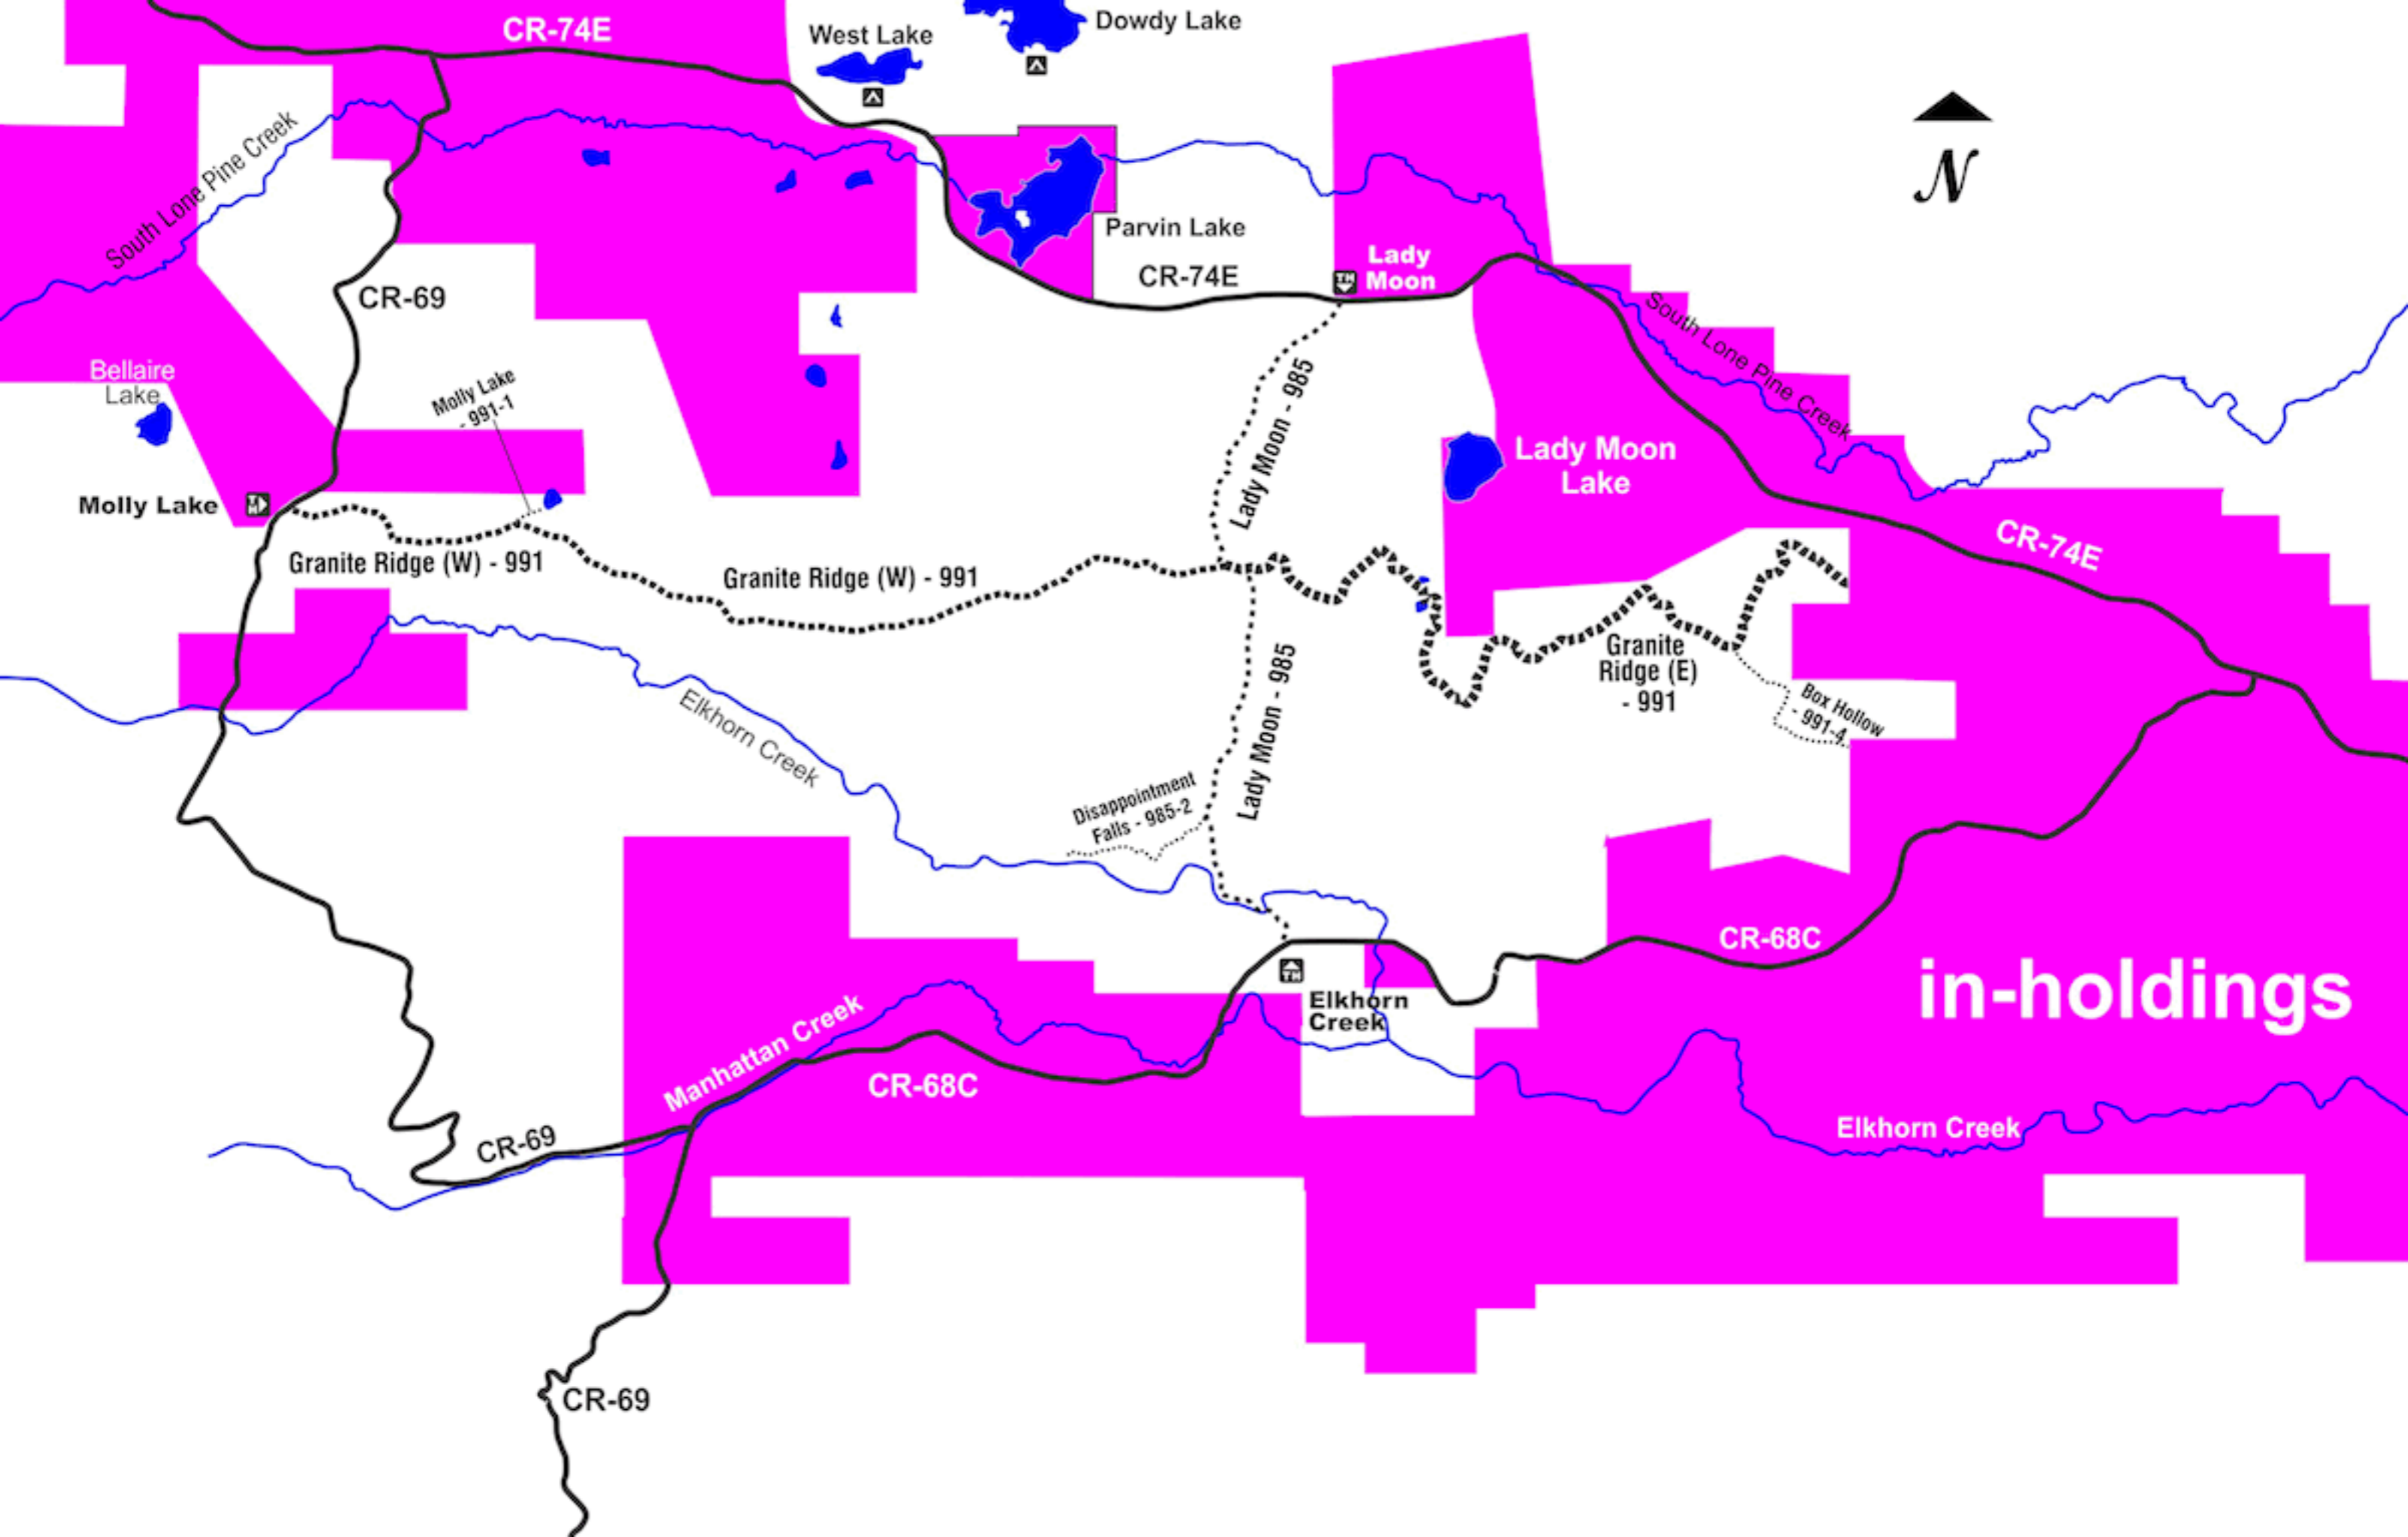 CR-74E
West Lake
Dowdy Lake
South Lone Pine Creek
N
Parvin Lake
CR-74E
TH
Lady
Moon
CR-69
South Lone Pine Creek
Bellaire
Lake
Molly Lake
- 991-1
Lady Moon - 985
Lady Moon
Lake
Molly Lake
TH
Granite Ridge (W) - 991
Granite Ridge (W) - 991
CR-74E
Granite
Ridge (E)
- 991
Box Hollow
- 991-4
Elkhorn Creek
Lady Moon - 985
Disappointment
Falls - 985-2
CR-68C
in-holdings
TH
Elkhorn
Creek
Manhattan Creek
CR-68C
CR-69
Elkhorn Creek
CR-69